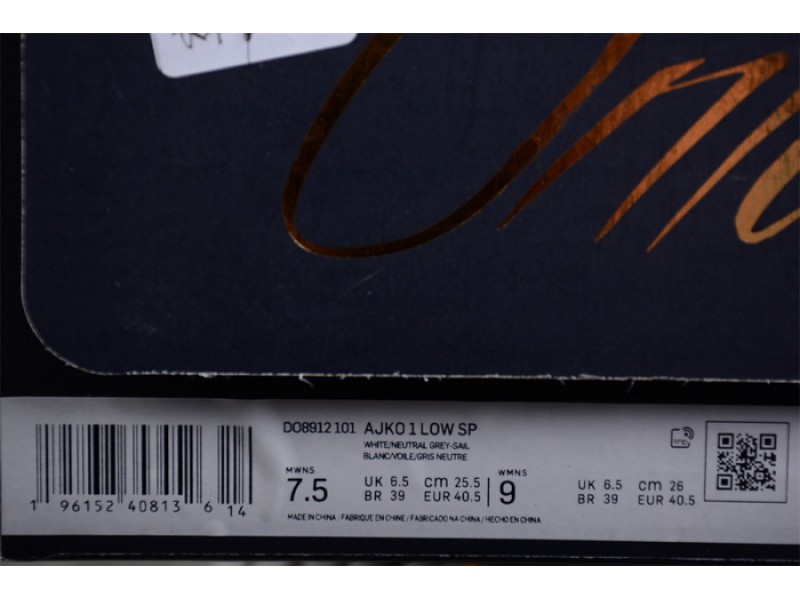 Un
DO8912 101 AJKO 1 LOW SP
WHITE/NEUTRAL GREY-SAIL
BLANC/VOILE/GRIS NEUTRE
MWNS
7.5
UK 6.5 cm 25.5
BR 39 EUR 40.5
WMNS
9
UK 6.5 cm 26
BR 39 EUR 40.5
MADE IN CHINA / FABRIQUE EN CHINE / FABRICADO NA CHINA / HECHO EN CHINA
1 96152 40813 6 14